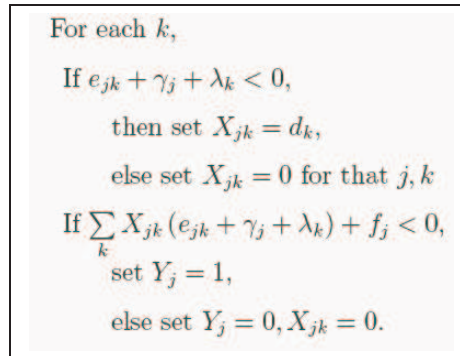 For each k,
If e_{jk} + γ_j + λ_k < 0,
then set X_{jk} = d_k,
else set X_{jk} = 0 for that j, k
If ∑_k X_{jk} (e_{jk} + γ_j + λ_k) + f_j < 0,
set Y_j = 1,
else set Y_j = 0, X_{jk} = 0.